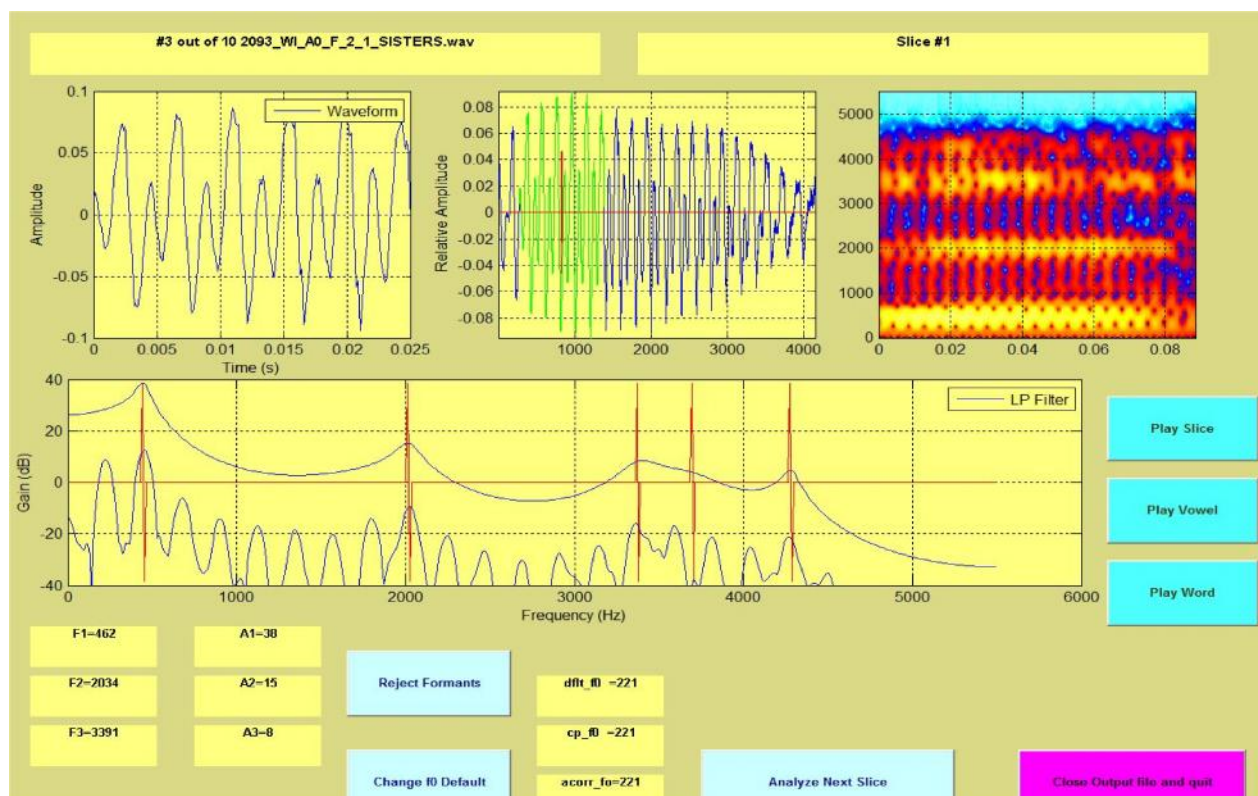 #3 out of 10 2093_WI_A0_F_2_1_SISTERS.wav
Slice #1
0.1
0.05
0
-0.05
-0.1
Amplitude
Waveform
0 0.005 0.01 0.015 0.02 0.025
Time (s)
0.08
0.06
0.04
0.02
0
-0.02
-0.04
-0.06
-0.08
Relative Amplitude
1000 2000 3000 4000
5000
4000
3000
2000
1000
0
0 0.02 0.04 0.06 0.08
40
20
0
-20
-40
Gain (dB)
LP Filter
0 1000 2000 3000 4000 5000 6000
Frequency (Hz)
Play Slice
Play Vowel
Play Word
F1=462
A1=38
F2=2034
A2=15
F3=3391
A3=8
Reject Formants
Change f0 Default
dflt_f0 =221
cp_f0 =221
acorr_fo=221
Analyze Next Slice
Close Output file and quit